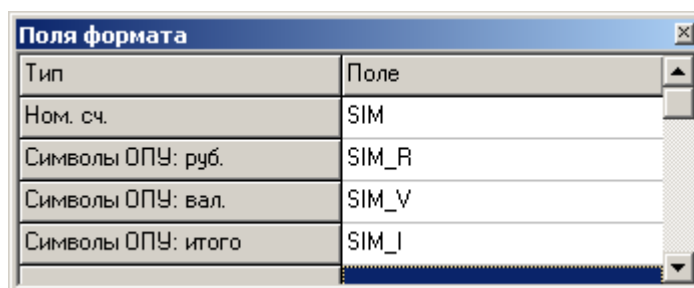 Поля формата
Тип Поле
Ном. сч. SIM
Символы ОПУ: руб. SIM_R
Символы ОПУ: вал. SIM_V
Символы ОПУ: итого SIM_I